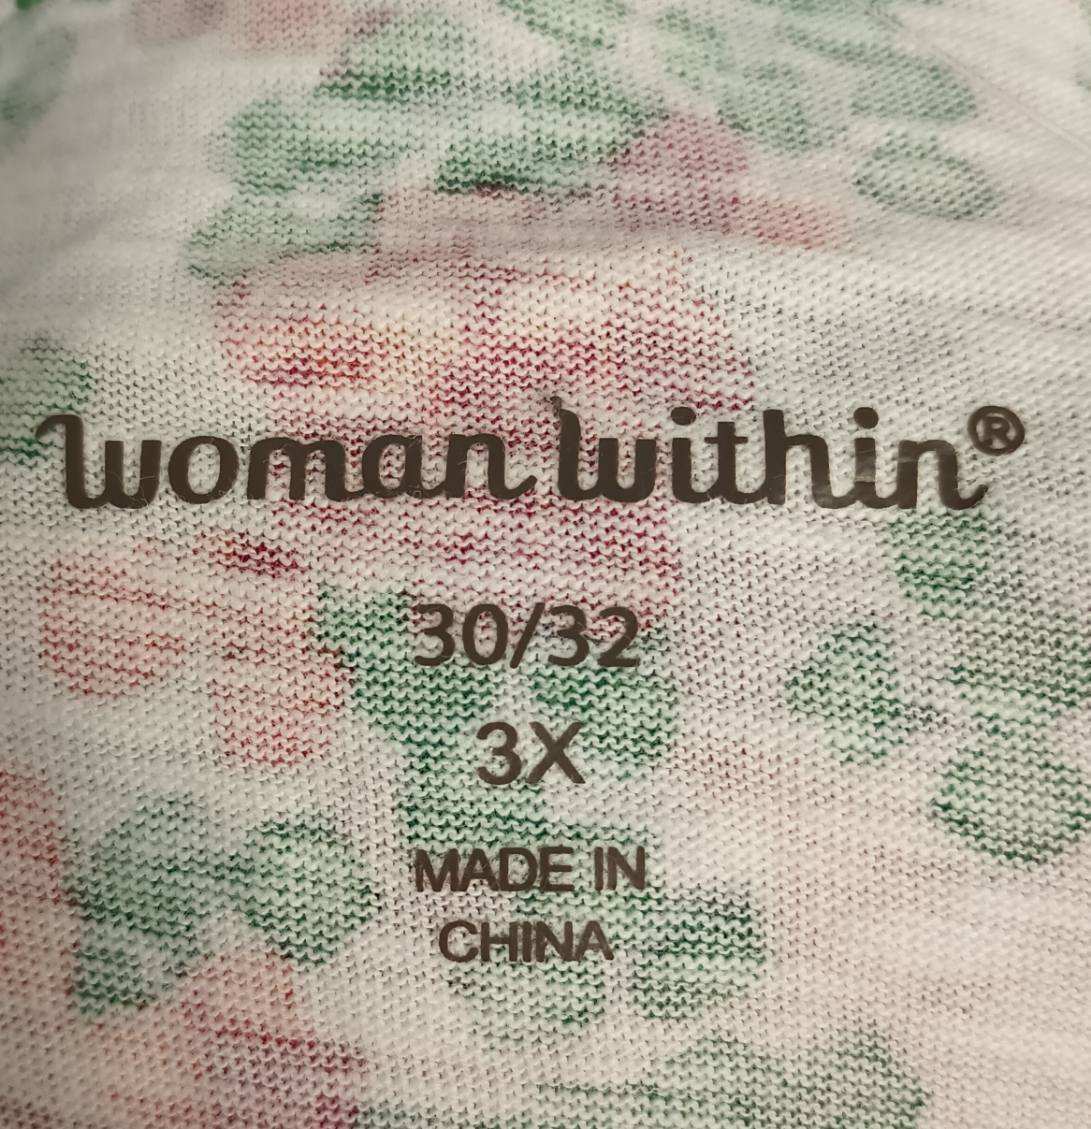 woman within®
30/32
3X
MADE IN
CHINA